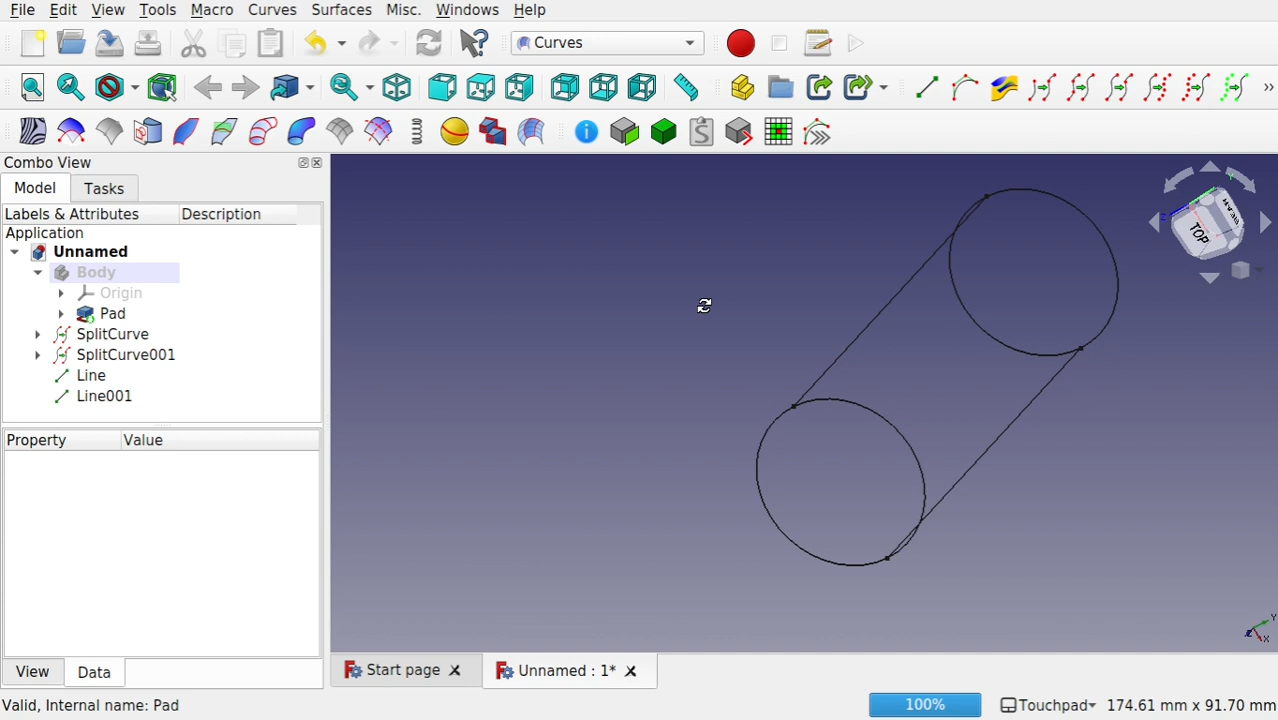 File Edit View Tools Macro Curves Surfaces Misc. Windows Help
Curves
Combo View
Model Tasks
Labels & Attributes Description
Application
Unnamed
Body
Origin
Pad
SplitCurve
SplitCurve001
Line
Line001
Property Value
TOP
View Data
Start page Unnamed : 1*
Valid, Internal name: Pad 100% Touchpad 174.61 mm x 91.70 mm